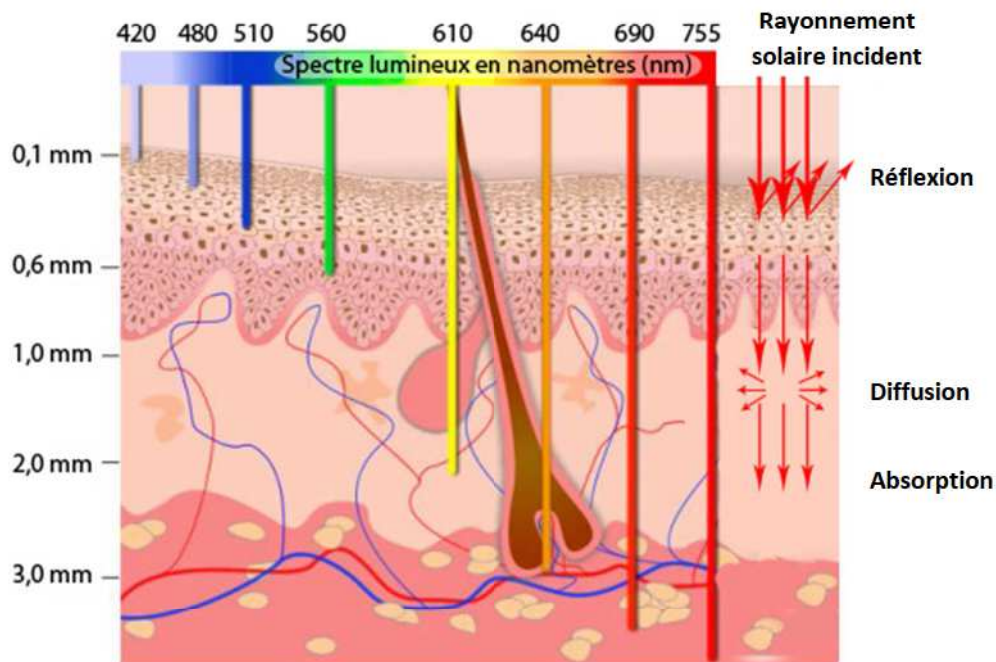 420 480 510 560 610 640 690 755
Spectre lumineux en nanomètres (nm)
Rayonnement
solaire incident
0,1 mm
Réflexion
0,6 mm
1,0 mm
Diffusion
2,0 mm
Absorption
3,0 mm